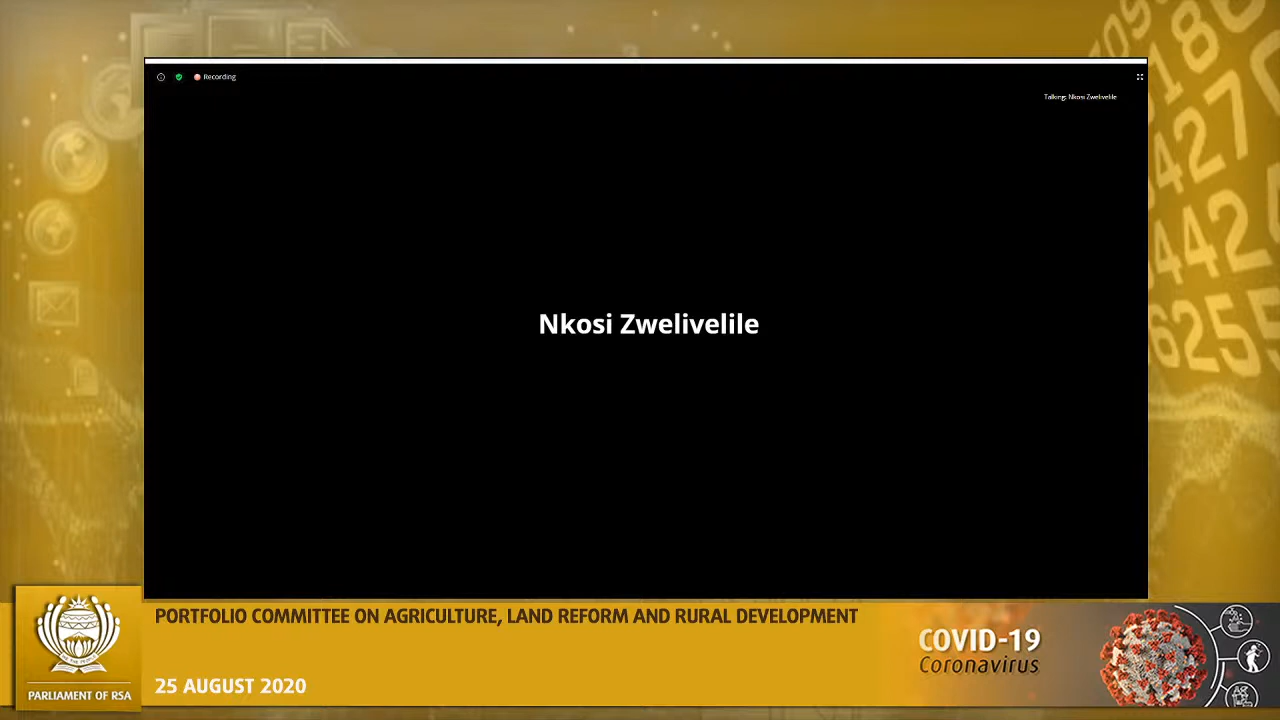 Recording
Talking: Nkosi Zwelivelile
Nkosi Zwelivelile
PORTFOLIO COMMITTEE ON AGRICULTURE, LAND REFORM AND RURAL DEVELOPMENT
COVID-19
Coronavirus
25 AUGUST 2020
PARLIAMENT OF RSA